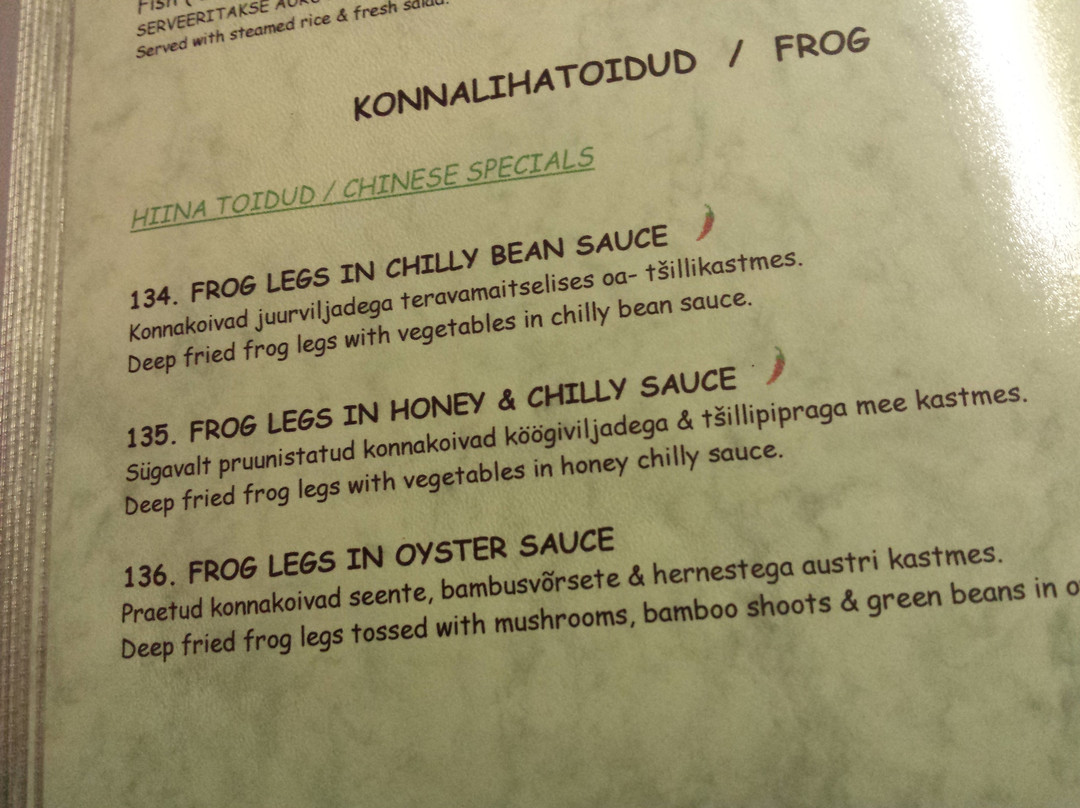 SERVEERITAKSE
Served with steamed rice & fresh salad.
KONNALIHATOIDUD / FROG
HIINA TOIDUD / CHINESE SPECIALS
134. FROG LEGS IN CHILLY BEAN SAUCE
Konnakoivad juurviljadega teravamaitselises oa- tšillikastmes.
Deep fried frog legs with vegetables in chilly bean sauce.
135. FROG LEGS IN HONEY & CHILLY SAUCE
Sügavalt pruunistatud konnakoivad köögiviljadega & tšillipipraga mee kastmes.
Deep fried frog legs with vegetables in honey chilly sauce.
136. FROG LEGS IN OYSTER SAUCE
Praetud konnakoivad seente, bambusvõrsete & hernestega austri kastmes.
Deep fried frog legs tossed with mushrooms, bamboo shoots & green beans in